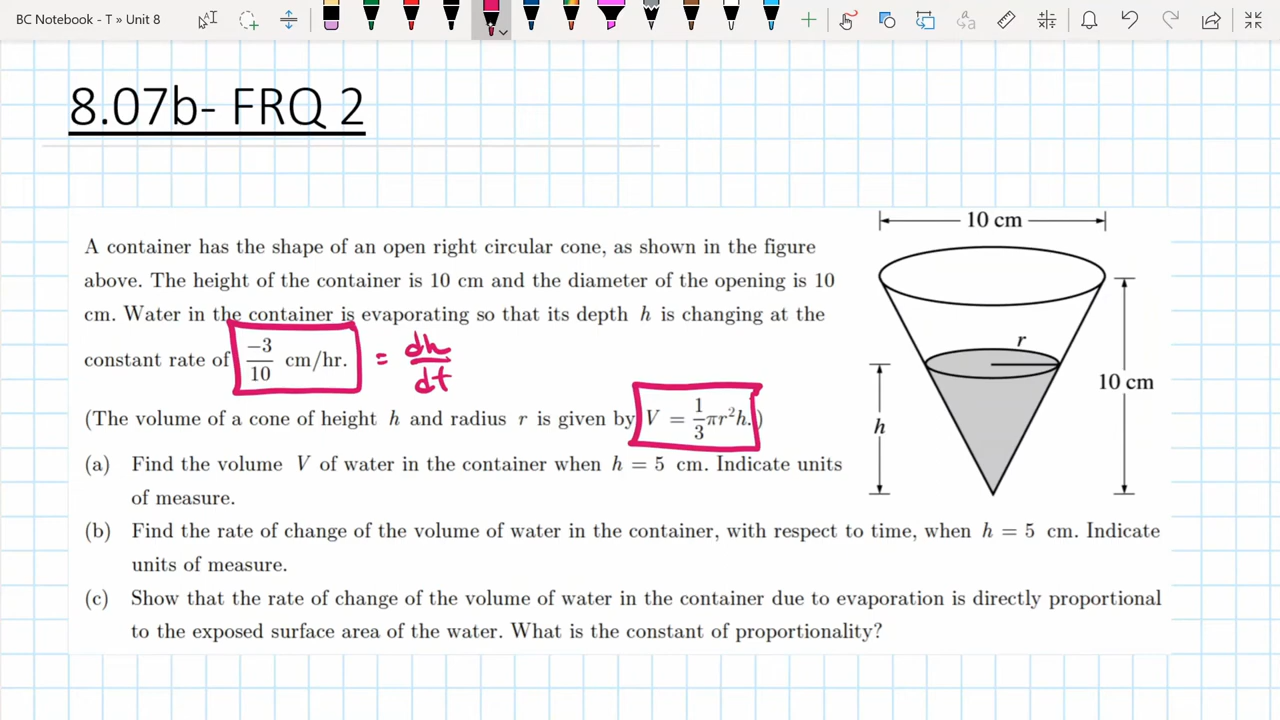 BC Notebook - T » Unit 8
8.07b- FRQ 2
A container has the shape of an open right circular cone, as shown in the figure
above. The height of the container is 10 cm and the diameter of the opening is 10
cm. Water in the container is evaporating so that its depth h is changing at the
constant rate of -3/10 cm/hr. = dh/dt
(The volume of a cone of height h and radius r is given by V = 1/3 πr²h.)
(a) Find the volume V of water in the container when h = 5 cm. Indicate units
of measure.
(b) Find the rate of change of the volume of water in the container, with respect to time, when h = 5 cm. Indicate
units of measure.
(c) Show that the rate of change of the volume of water in the container due to evaporation is directly proportional
to the exposed surface area of the water. What is the constant of proportionality?
10 cm
r
10 cm
h